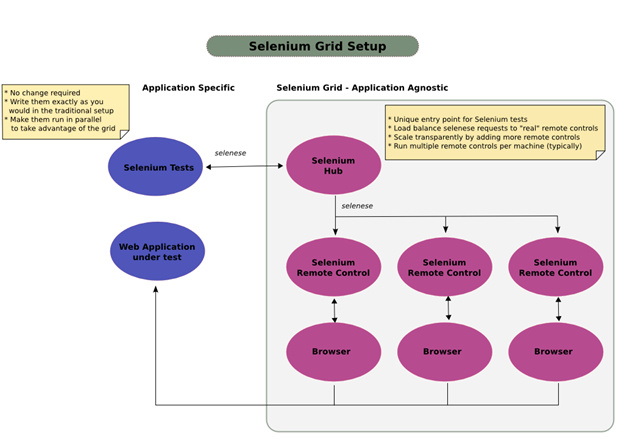 Selenium Grid Setup
Application Specific
Selenium Grid - Application Agnostic
* No change required
* Write them exactly as you
would in the traditional setup
* Make them run in parallel
to take advantage of the grid
* Unique entry point for Selenium tests
* Load balance selenese requests to "real" remote controls
* Scale transparently by adding more remote controls
* Run multiple remote controls per machine (typically)
Selenium Tests
selenese
Selenium
Hub
selenese
Web Application
under test
Selenium
Remote Control
Selenium
Remote Control
Selenium
Remote Control
Browser
Browser
Browser